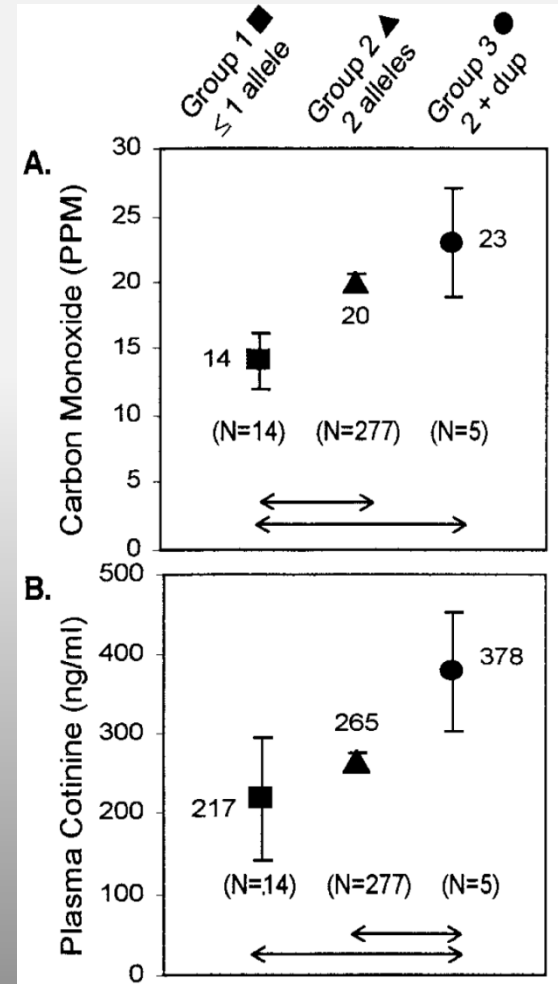 Group 1 ■
≤ 1 allele
Group 2 ▲
2 alleles
Group 3 ●
2 + dup
A.
Carbon Monoxide (PPM)
30
25
20
15
10
5
0
14
20
23
(N=14) (N=277) (N=5)
B.
Plasma Cotinine (ng/ml)
500
400
300
200
100
0
217
265
378
(N=14) (N=277) (N=5)